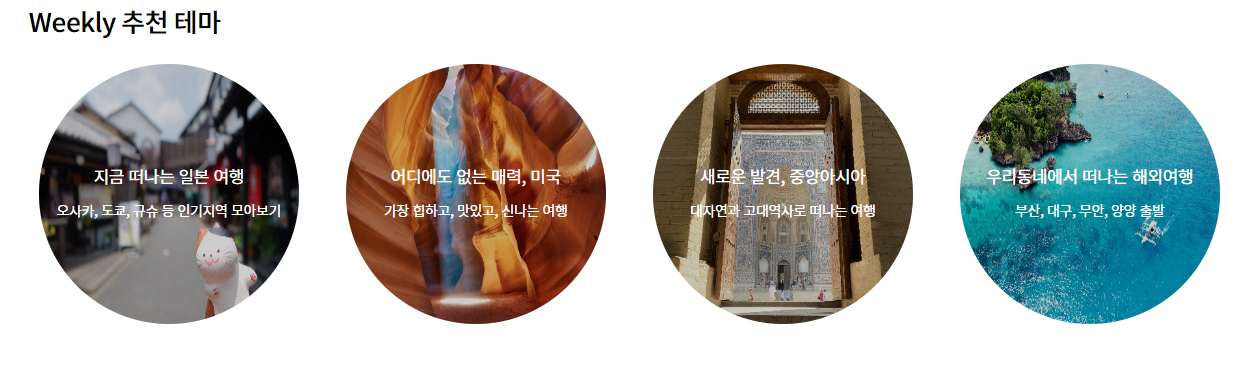 Weekly 추천 테마
지금 떠나는 일본 여행
오사카, 도쿄, 규슈 등 인기지역 모아보기
어디에도 없는 매력, 미국
가장 힙하고, 맛있고, 신나는 여행
새로운 발견, 중앙아시아
대자연과 고대역사로 떠나는 여행
우리동네에서 떠나는 해외여행
부산, 대구, 무안, 양양 출발